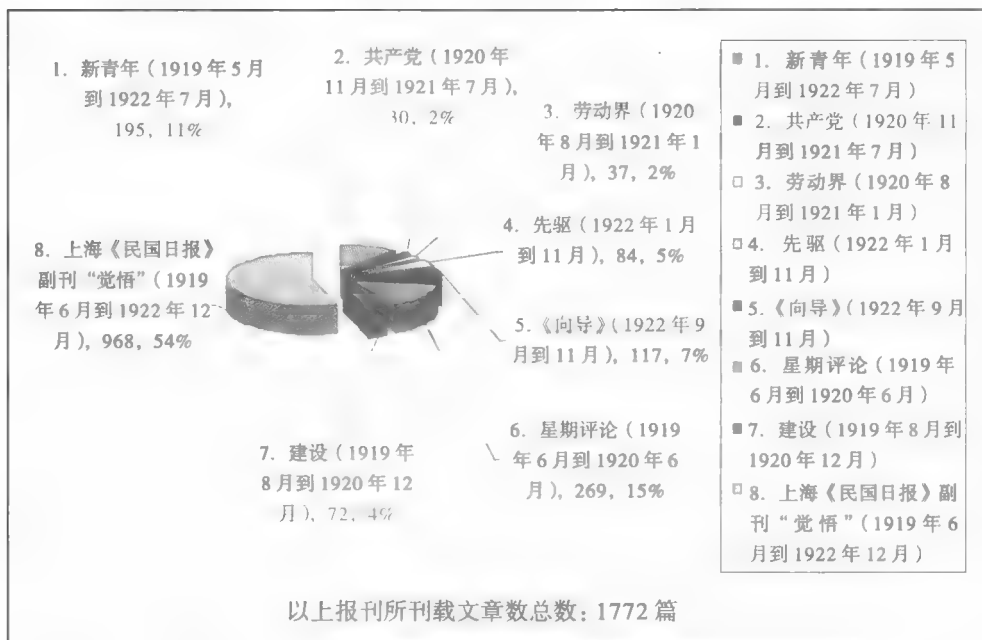 1. 新青年（1919 年 5 月
到 1922 年 7 月），
195, 11%
2. 共产党（1920 年
11 月到 1921 年 7 月），
30, 2%
3. 劳动界（1920
年 8 月到 1921 年 1
月），37, 2%
4. 先驱（1922 年 1 月
到 11 月），84, 5%
5.《向导》（1922 年 9
月到 11 月），117, 7%
6. 星期评论（1919
年 6 月到 1920 年 6
月），269, 15%
7. 建设（1919 年
8 月到 1920 年 12
月），72, 4%
8. 上海《民国日报》
副刊“觉悟”（1919
年 6 月到 1922 年 12
月），968, 54%
1. 新青年（1919 年 5
月到 1922 年 7 月）
2. 共产党（1920 年 11
月到 1921 年 7 月）
3. 劳动界（1920 年 8
月到 1921 年 1 月）
4. 先驱（1922 年 1 月
到 11 月）
5.《向导》（1922 年 9 月
到 11 月）
6. 星期评论（1919 年
6 月到 1920 年 6 月）
7. 建设（1919 年 8 月到
1920 年 12 月）
8. 上海《民国日报》副
刊“觉悟”（1919 年 6
月到 1922 年 12 月）
以上报刊所刊载文章数总数：1772 篇